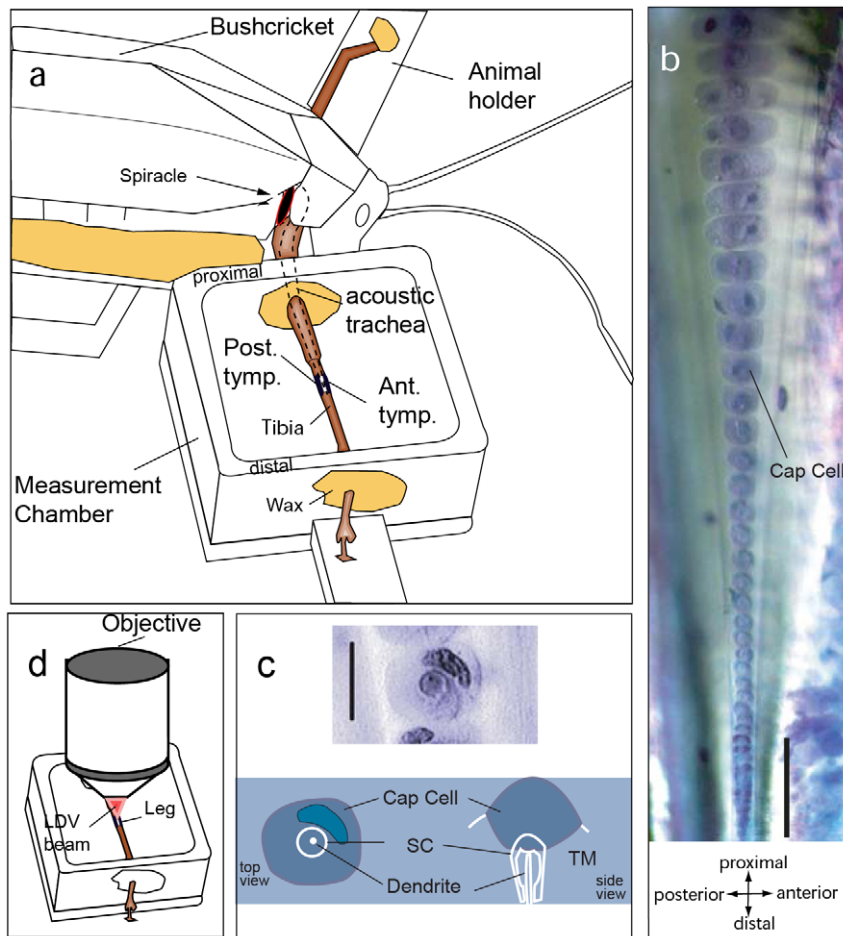 a
Bushcricket
Animal
holder
Spiracle
proximal
acoustic
trachea
Post.
tymp.
Ant.
tymp.
Tibia
distal
Measurement
Chamber
Wax
b
Cap Cell
proximal
posterior
anterior
distal
d
Objective
LDV
beam
Leg
c
Cap Cell
SC
TM
Dendrite
top
view
side
view